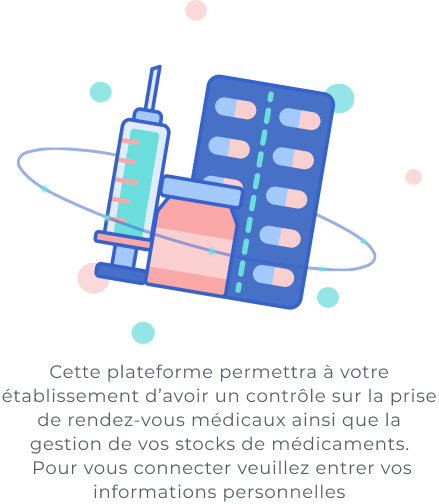 Cette plateforme permettra à votre
établissement d’avoir un contrôle sur la prise
de rendez-vous médicaux ainsi que la
gestion de vos stocks de médicaments.
Pour vous connecter veuillez entrer vos
informations personnelles